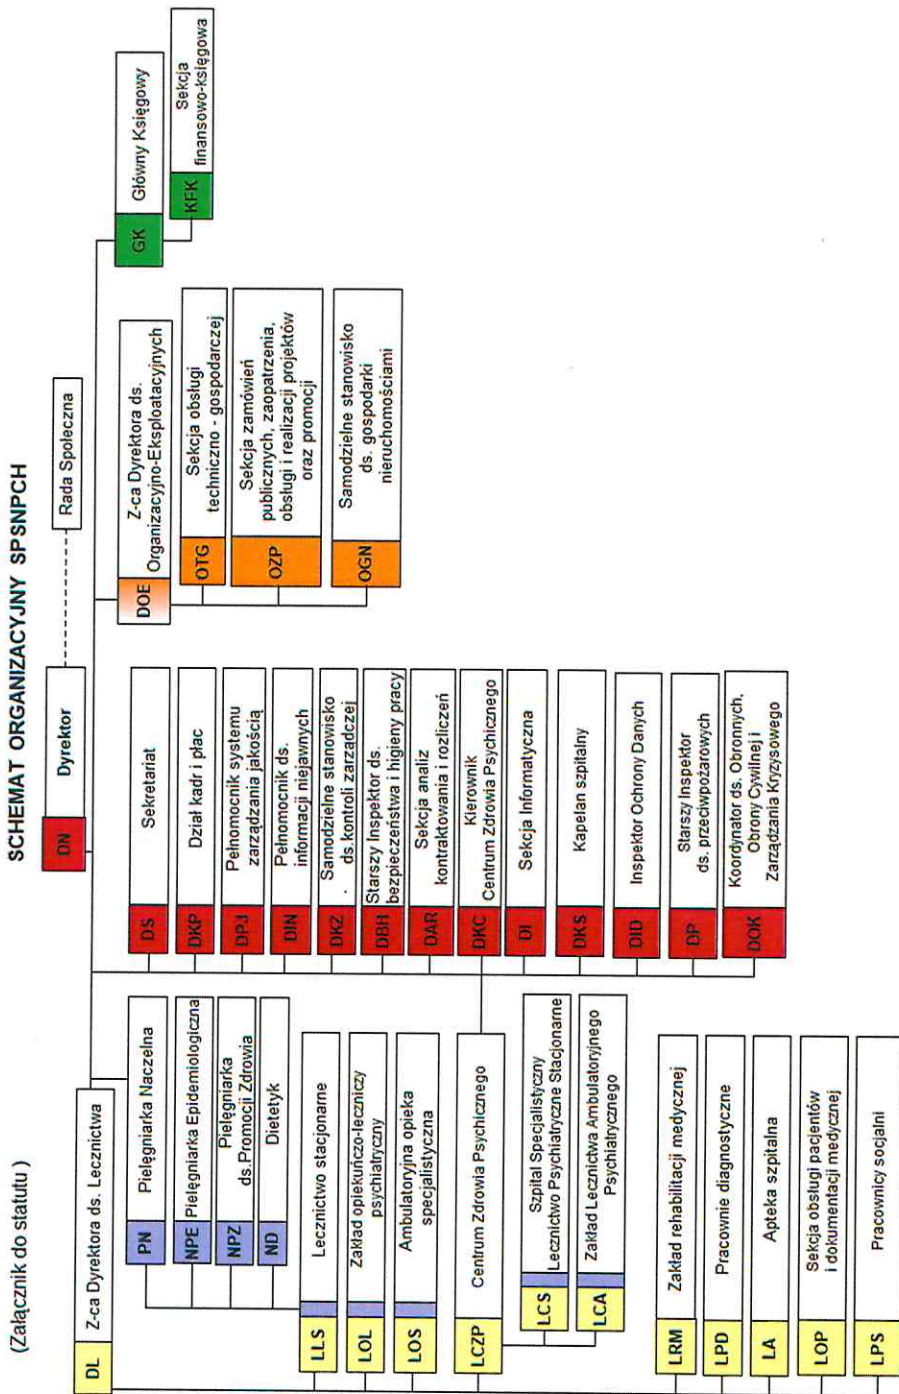 (Załącznik do statutu )
SCHEMAT ORGANIZACYJNY SPSNPCH
DN
Dyrektor
Rada Społeczna
DL
Z-ca Dyrektora ds. Lecznictwa
PN
Pielęgniarka Naczelna
NPE
Pielęgniarka Epidemiologiczna
NPZ
Pielęgniarka
ds.Promocji Zdrowia
ND
Dietetyk
LLS
Lecznictwo stacjonarne
LOL
Zakład opiekuńczo-leczniczy
psychiatryczny
LOS
Ambulatoryjna opieka
specjalistyczna
LCZP
Centrum Zdrowia Psychicznego
LCS
Szpital Specjalistyczny
Lecznictwo Psychiatryczne Stacjonarne
LCA
Zakład Lecznictwa Ambulatoryjnego
Psychiatrycznego
LRM
Zakład rehabilitacji medycznej
LPD
Pracownie diagnostyczne
LA
Apteka szpitalna
LOP
Sekcja obsługi pacjentów
i dokumentacji medycznej
LPS
Pracownicy socjalni
DS
Sekretariat
DKP
Dział kadr i płac
DPJ
Pełnomocnik systemu
zarządzania jakością
DIN
Pełnomocnik ds.
informacji niejawnych
DKZ
Samodzielne stanowisko
ds.kontroli zarządczej
DBH
Starszy Inspektor ds.
bezpieczeństwa i higieny pracy
DAR
Sekcja analiz
kontraktowania i rozliczeń
DKC
Kierownik
Centrum Zdrowia Psychicznego
DI
Sekcja Informatyczna
DKS
Kapelan szpitalny
DID
Inspektor Ochrony Danych
DP
Starszy Inspektor
ds. przeciwpożarowych
DOK
Koordynator ds. Obronnych,
Obrony Cywilnej i
Zarządzania Kryzysowego
DOE
Z-ca Dyrektora ds.
Organizacyjno-Eksploatacyjnych
OTG
Sekcja obsługi
techniczno - gospodarczej
OZP
Sekcja zamówień
publicznych, zaopatrzenia,
obsługi i realizacji projektów
oraz promocji
OGN
Samodzielne stanowisko
ds. gospodarki
nieruchomościami
GK
Główny Księgowy
KFK
Sekcja
finansowo-księgowa